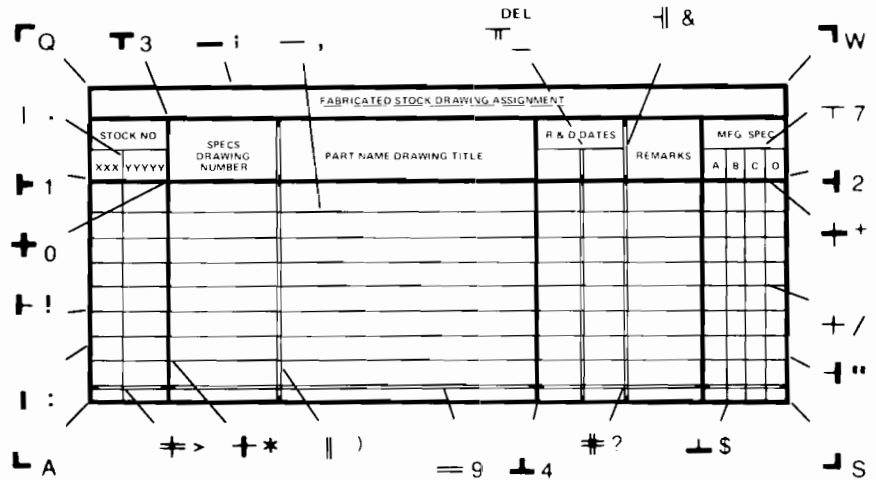 DEL
Q 3 ; , _ & W
FABRICATED STOCK DRAWING ASSIGNMENT
. 7
STOCK NO SPECS DRAWING NUMBER PART NAME DRAWING TITLE R & D DATES REMARKS MFG SPEC
XXX YYYYY A B C D
1 2
0 +
! /
: "
> * ) ? $
= 9 4
A S